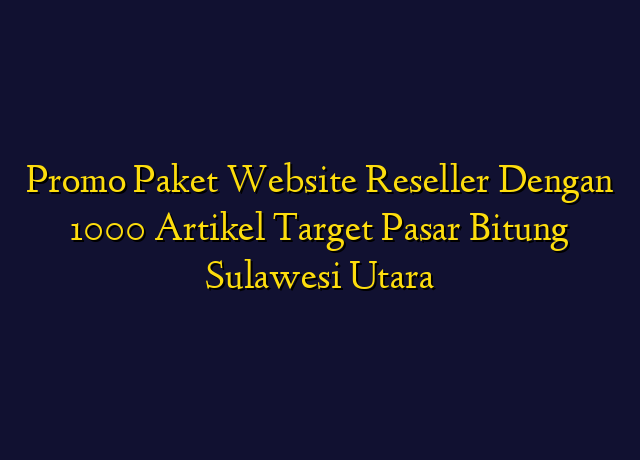 Promo Paket Website Reseller Dengan
1000 Artikel Target Pasar Bitung
Sulawesi Utara